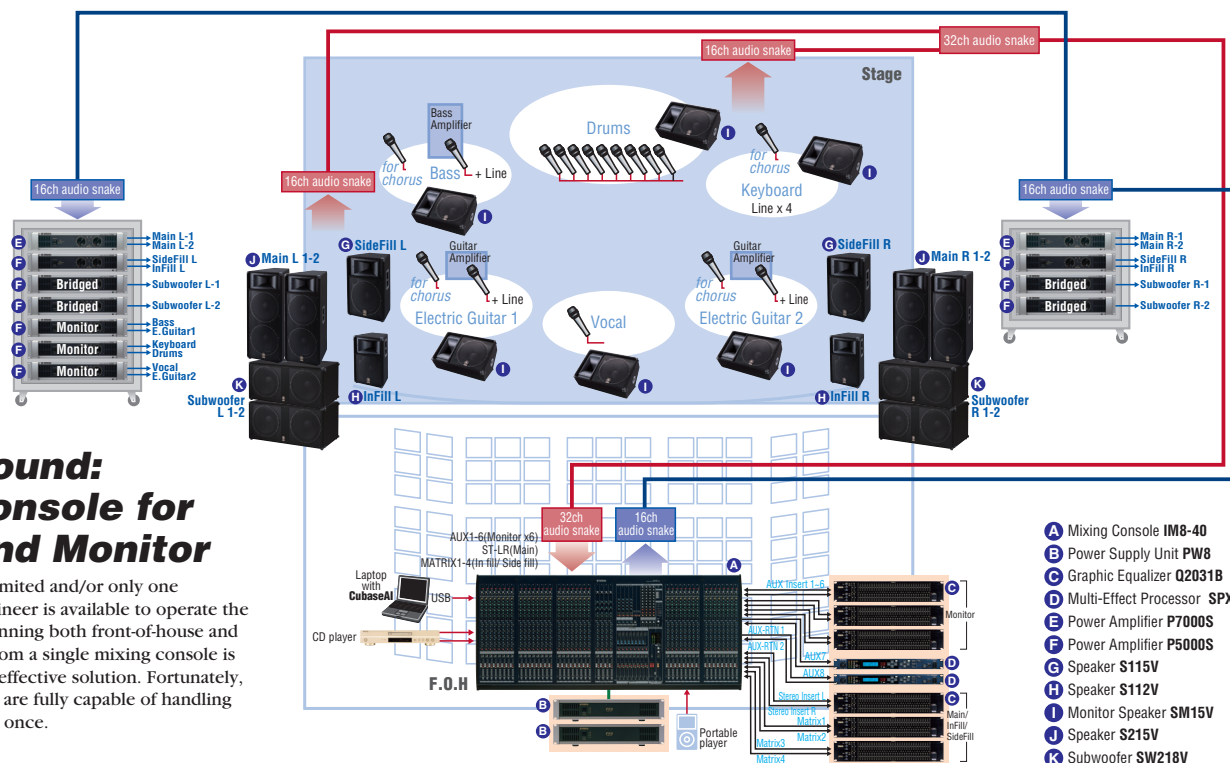 32ch audio snake
16ch audio snake
Stage
Bass
Amplifier
Drums
for
chorus
Bass
+ Line
for
chorus
Keyboard
Line x 4
16ch audio snake
16ch audio snake
16ch audio snake
E
Main L-1
Main L-2
F
SideFill L
InFill L
F
Bridged
Subwoofer L-1
F
Bridged
Subwoofer L-2
F
Monitor
Bass
E.Guitar1
F
Monitor
Keyboard
Drums
F
Monitor
Vocal
E.Guitar2
J Main L 1-2
G SideFill L
Guitar
Amplifier
for
chorus
+ Line
Electric Guitar 1
Vocal
Guitar
Amplifier
for
chorus
+ Line
Electric Guitar 2
G SideFill R
J Main R 1-2
I
I
I
I
I
I
K
Subwoofer
L 1-2
H InFill L
H InFill R
K
Subwoofer
R 1-2
E
Main R-1
Main R-2
F
SideFill R
InFill R
F
Bridged
Subwoofer R-1
F
Bridged
Subwoofer R-2
ound:
onsole for
nd Monitor
imited and/or only one
ineer is available to operate the
nning both front-of-house and
om a single mixing console is
effective solution. Fortunately,
are fully capable of handling
once.
AUX1-6(Monitor x6)
ST-LR(Main)
MATRIX1-4(In fill/ Side fill)
32ch
audio snake
16ch
audio snake
A
Laptop
with
CubaseAI
USB
CD player
F.O.H
B
B
Portable
player
AUX Insert 1~6
AUX-RTN 1
AUX-RTN 2
AUX7
AUX8
Stereo Insert L
Stereo Insert R
Matrix1
Matrix2
Matrix3
Matrix4
C
Monitor
D
D
C
Main/
InFill/
SideFill
A Mixing Console IM8-40
B Power Supply Unit PW8
C Graphic Equalizer Q2031B
D Multi-Effect Processor SPX
E Power Amplifier P7000S
F Power Amplifier P5000S
G Speaker S115V
H Speaker S112V
I Monitor Speaker SM15V
J Speaker S215V
K Subwoofer SW218V